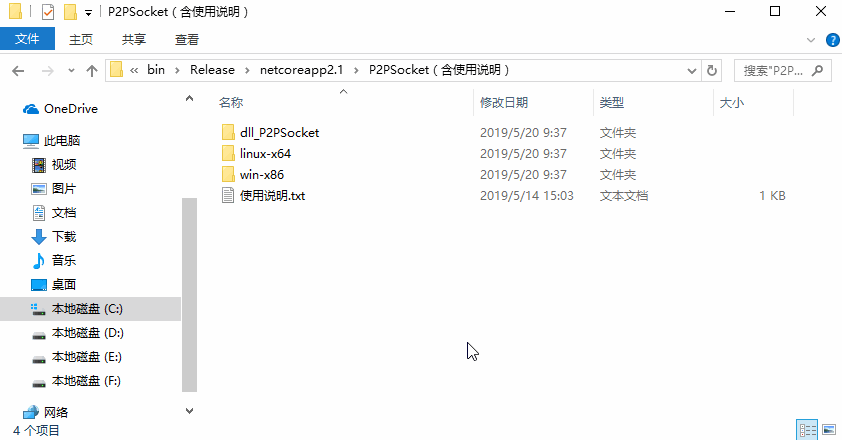 P2PSocket（含使用说明）
文件 主页 共享 查看
« bin › Release › netcoreapp2.1 › P2PSocket（含使用说明） 搜索"P2P...
名称 修改日期 类型 大小
OneDrive
此电脑
视频
图片
文档
下载
音乐
桌面
本地磁盘 (C:)
本地磁盘 (D:)
本地磁盘 (E:)
本地磁盘 (F:)
网络
dll_P2PSocket 2019/5/20 9:37 文件夹
linux-x64 2019/5/20 9:37 文件夹
win-x86 2019/5/20 9:37 文件夹
使用说明.txt 2019/5/14 15:03 文本文档 1 KB
4 个项目